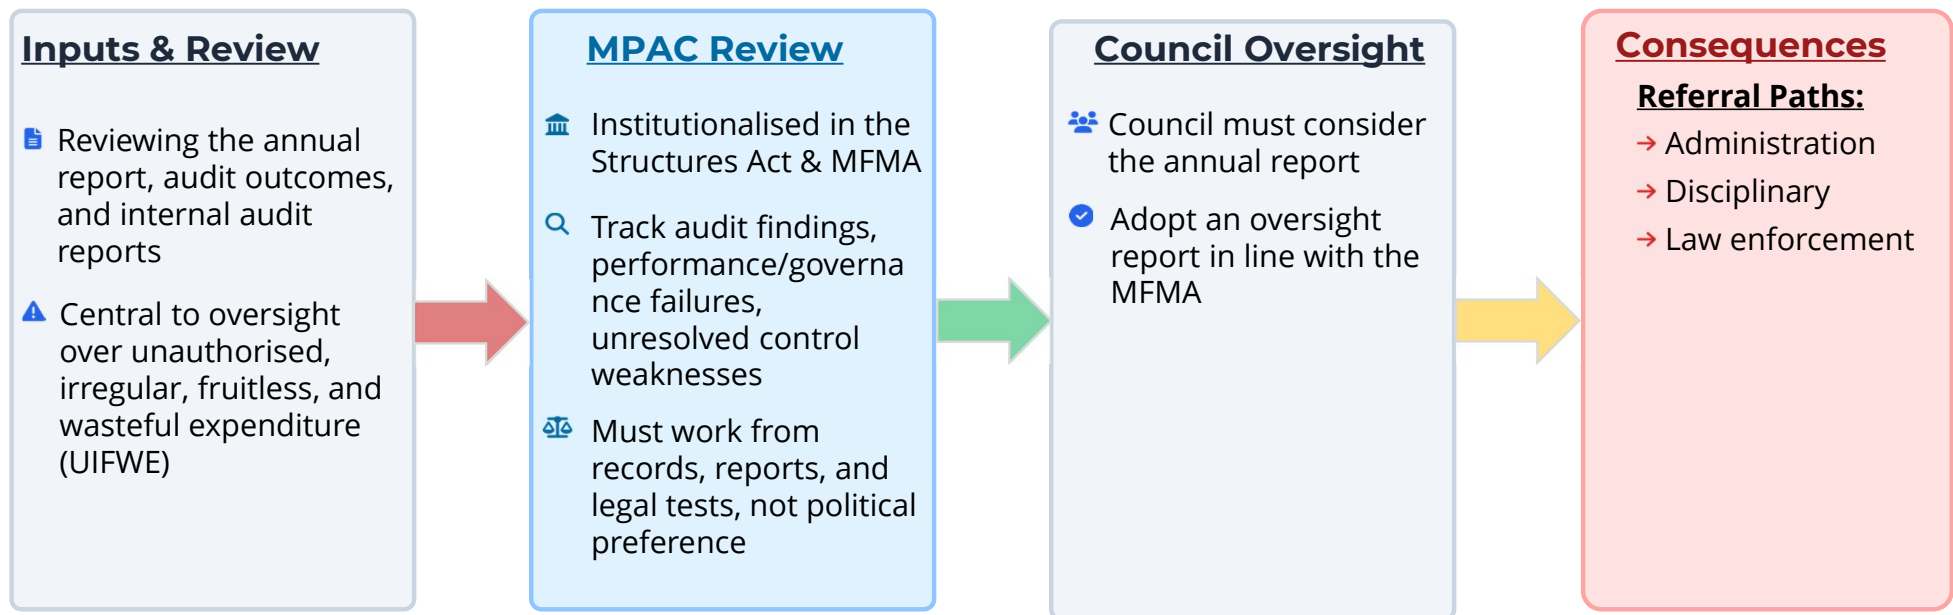 Inputs & Review
Reviewing the annual
report, audit outcomes,
and internal audit
reports
Central to oversight
over unauthorised,
irregular, fruitless, and
wasteful expenditure
(UIFWE)
MPAC Review
Institutionalised in the
Structures Act & MFMA
Track audit findings,
performance/governa
nce failures,
unresolved control
weaknesses
Must work from
records, reports, and
legal tests, not political
preference
Council Oversight
Council must consider
the annual report
Adopt an oversight
report in line with the
MFMA
Consequences
Referral Paths:
→ Administration
→ Disciplinary
→ Law enforcement